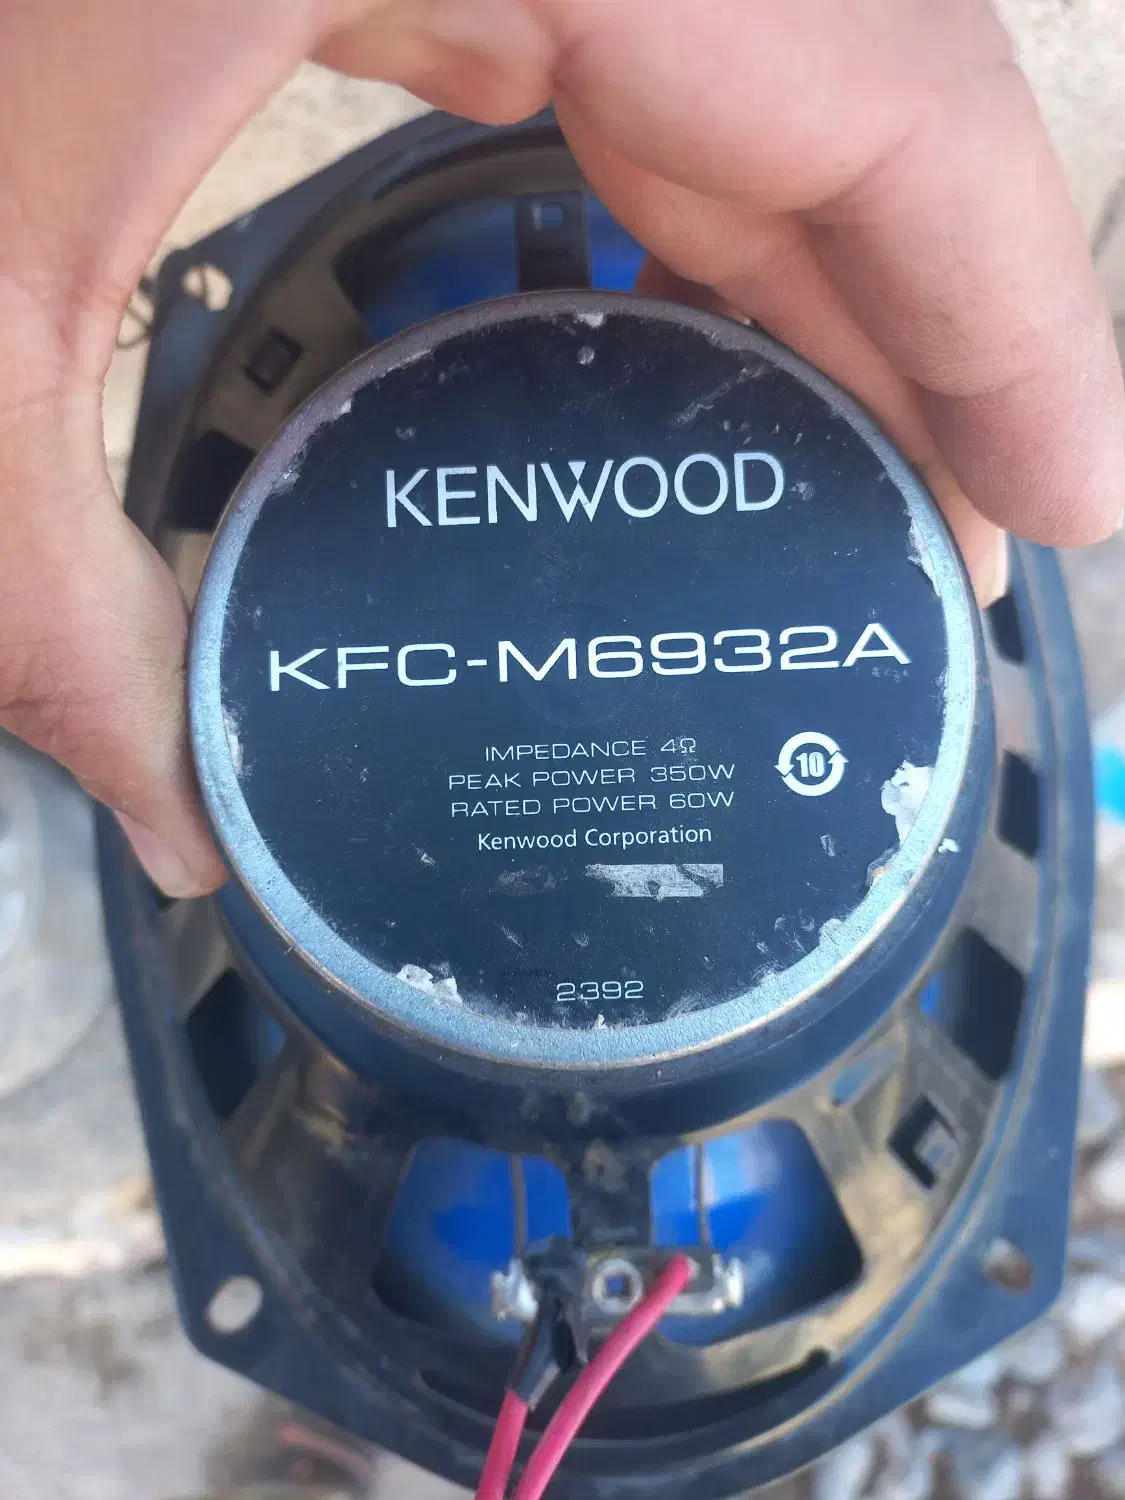 KENWOOD
KFC-M6932A
IMPEDANCE 4Ω
PEAK POWER 350W
RATED POWER 60W
10
Kenwood Corporation
2392